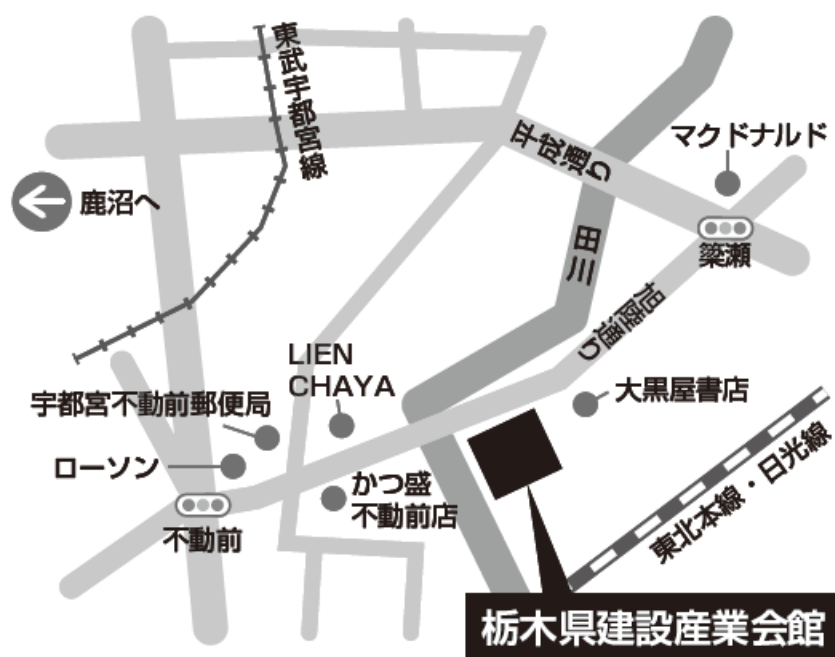 東武宇都宮線
平成通り
マクドナルド
鹿沼へ
簗瀬
田川
旭陵通り
LIEN
CHAYA
宇都宮不動前郵便局
大黒屋書店
ローソン
かつ盛
不動前店
不動前
東北本線・日光線
栃木県建設産業会館